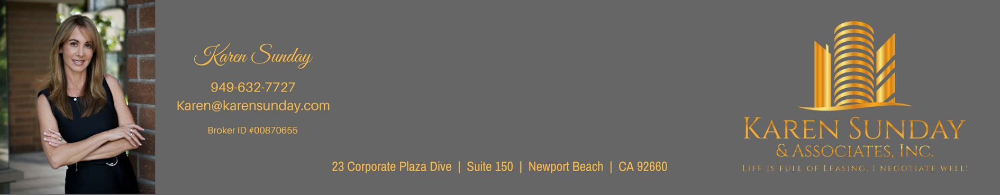 Karen Sunday
949-632-7727
Karen@karensunday.com
Broker ID #00870655
23 Corporate Plaza Dive | Suite 150 | Newport Beach | CA 92660
KAREN SUNDAY
& ASSOCIATES, INC.
LIFE IS FULL OF LEASING, I NEGOTIATE WELL!